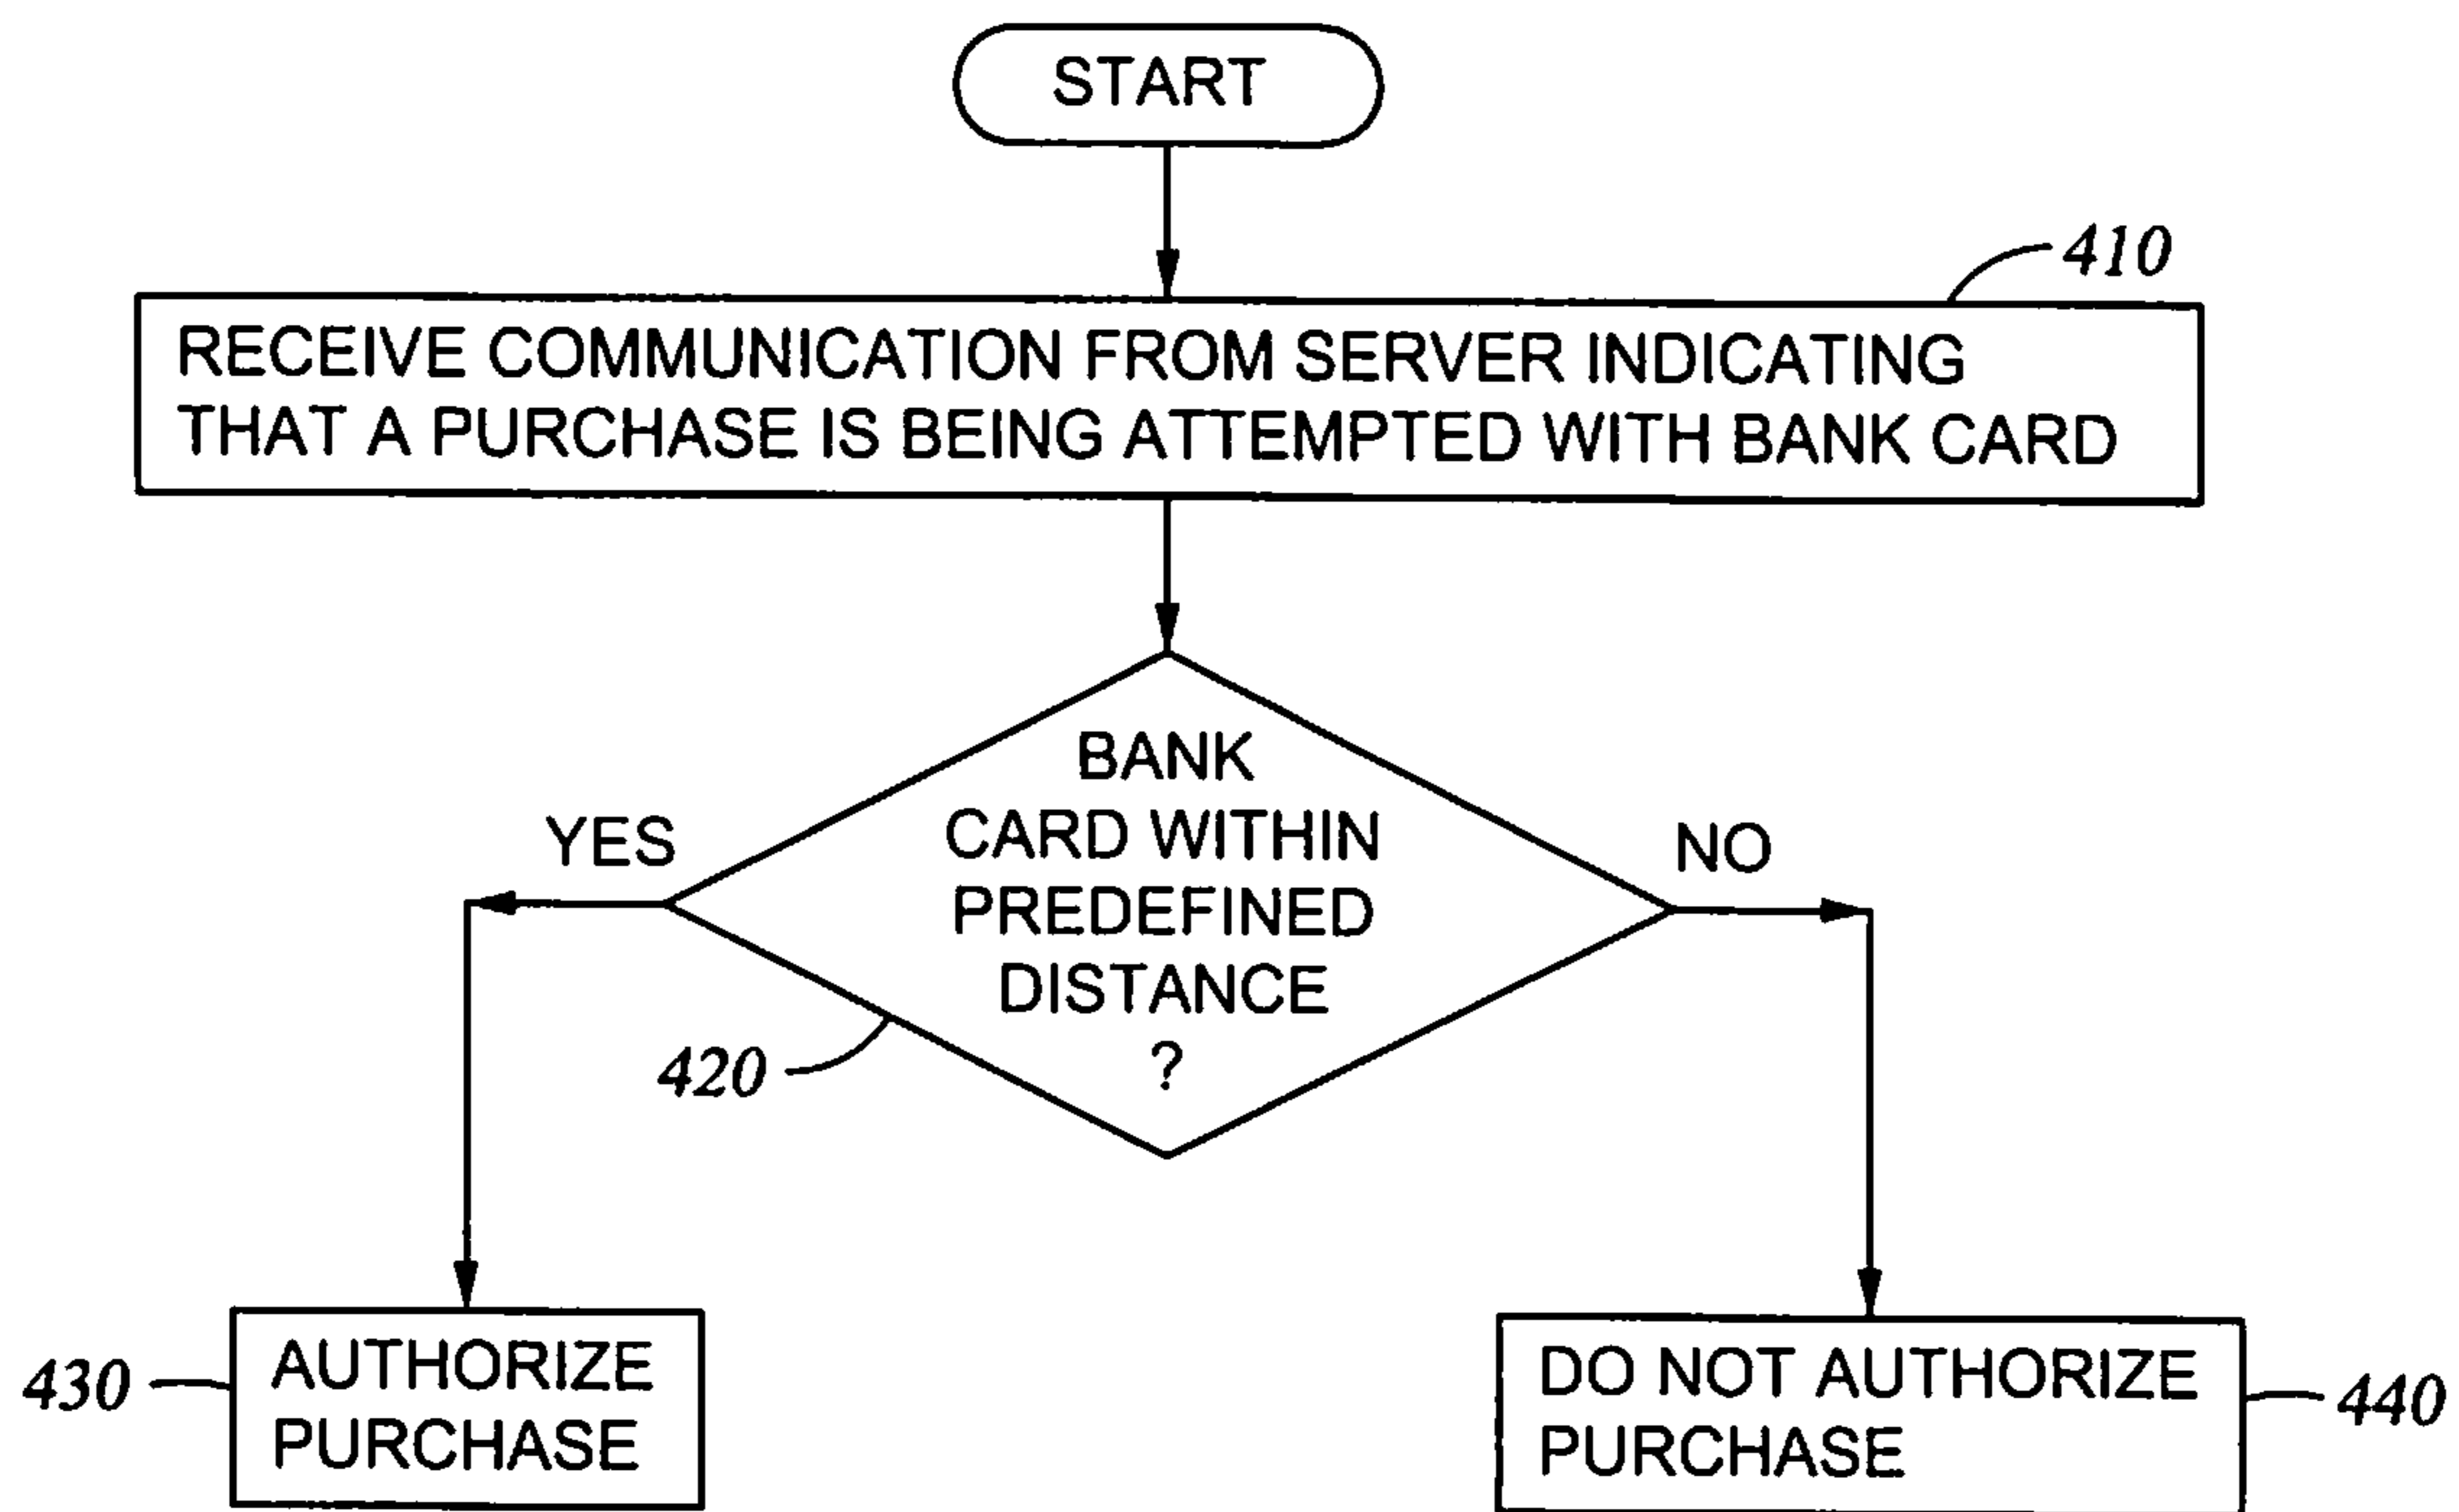 START
410
RECEIVE COMMUNICATION FROM SERVER INDICATING
THAT A PURCHASE IS BEING ATTEMPTED WITH BANK CARD
BANK
CARD WITHIN
PREDEFINED
DISTANCE
?
YES
NO
420
430
AUTHORIZE
PURCHASE
DO NOT AUTHORIZE
PURCHASE
440